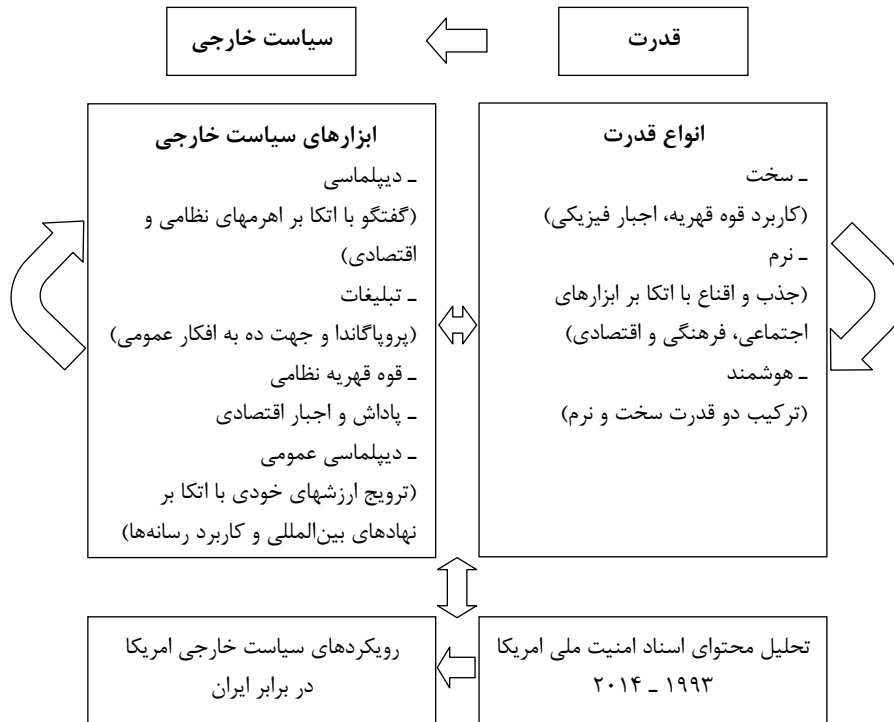 قدرت
سیاست خارجی
انواع قدرت
ـ سخت
(کاربرد قوه قهریه، اجبار فیزیکی)
ـ نرم
(جذب و اقناع با اتکا بر ابزارهای
اجتماعی، فرهنگی و اقتصادی)
ـ هوشمند
(ترکیب دو قدرت سخت و نرم)
ابزارهای سیاست خارجی
ـ دیپلماسی
(گفتگو با اتکا بر اهرمهای نظامی و
اقتصادی)
ـ تبلیغات
(پروپاگاندا و جهت ده به افکار عمومی)
ـ قوه قهریه نظامی
ـ پاداش و اجبار اقتصادی
ـ دیپلماسی عمومی
(ترویج ارزشهای خودی با اتکا بر
نهادهای بین‌المللی و کاربرد رسانه‌ها)
تحلیل محتوای اسناد امنیت ملی امریکا
۱۹۹۳ ـ ۲۰۱۴
رویکردهای سیاست خارجی امریکا
در برابر ایران